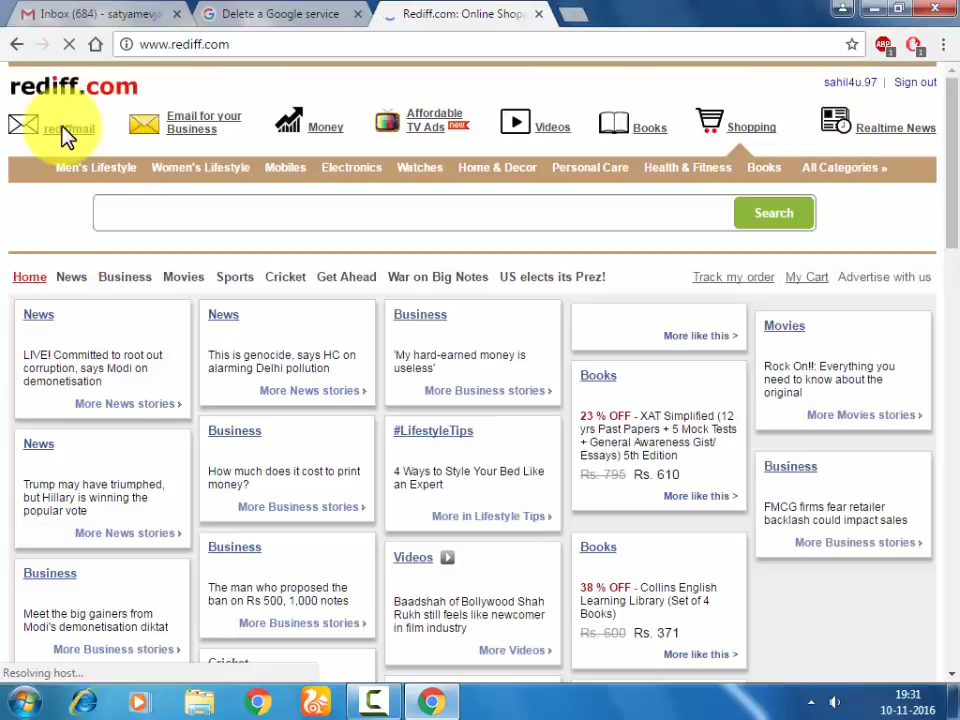 Inbox (684) - satyamevja
Delete a Google service
Rediff.com: Online Shop
www.rediff.com
rediff.com
sahil4u.97 | Sign out
rediffmail
Email for your Business
Money
Affordable TV Ads new
Videos
Books
Shopping
Realtime News
Men's Lifestyle Women's Lifestyle Mobiles Electronics Watches Home & Decor Personal Care Health & Fitness Books All Categories »
Search
Home News Business Movies Sports Cricket Get Ahead War on Big Notes US elects its Prez! Track my order My Cart Advertise with us
News
LIVE! Committed to root out
corruption, says Modi on
demonetisation
More News stories ›
News
Trump may have triumphed,
but Hillary is winning the
popular vote
More News stories ›
Business
Meet the big gainers from
Modi's demonetisation diktat
More Business stories ›
News
This is genocide, says HC on
alarming Delhi pollution
More News stories ›
Business
How much does it cost to print
money?
More Business stories ›
Business
The man who proposed the
ban on Rs 500, 1,000 notes
More Business stories ›
Cricket
Business
'My hard-earned money is
useless'
More Business stories ›
#LifestyleTips
4 Ways to Style Your Bed Like
an Expert
More in Lifestyle Tips ›
Videos
Baadshah of Bollywood Shah
Rukh still feels like newcomer
in film industry
More Videos ›
More like this >
Books
23 % OFF - XAT Simplified (12
yrs Past Papers + 5 Mock Tests
+ General Awareness Gist/
Essays) 5th Edition
Rs. 795 Rs. 610
More like this >
Books
38 % OFF - Collins English
Learning Library (Set of 4
Books)
Rs. 600 Rs. 371
More like this >
Movies
Rock On!!: Everything you
need to know about the
original
More Movies stories ›
Business
FMCG firms fear retailer
backlash could impact sales
More Business stories ›
Resolving host...
19:31
10-11-2016